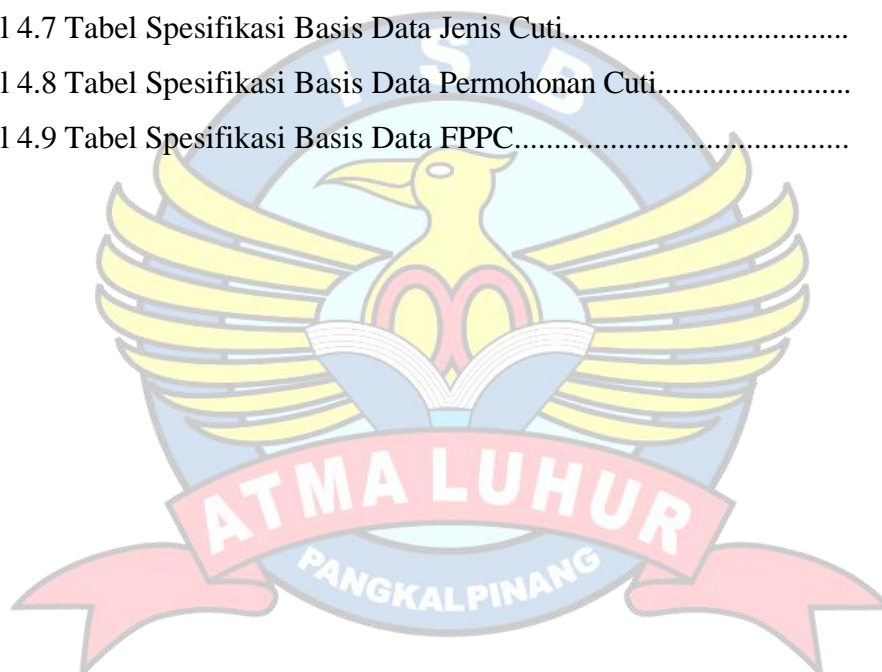 l 4.7 Tabel Spesifikasi Basis Data Jenis Cuti....................................
l 4.8 Tabel Spesifikasi Basis Data Permohonan Cuti.........................
l 4.9 Tabel Spesifikasi Basis Data FPPC..........................................
I S B
ATMA LUHUR
PANGKALPINANG